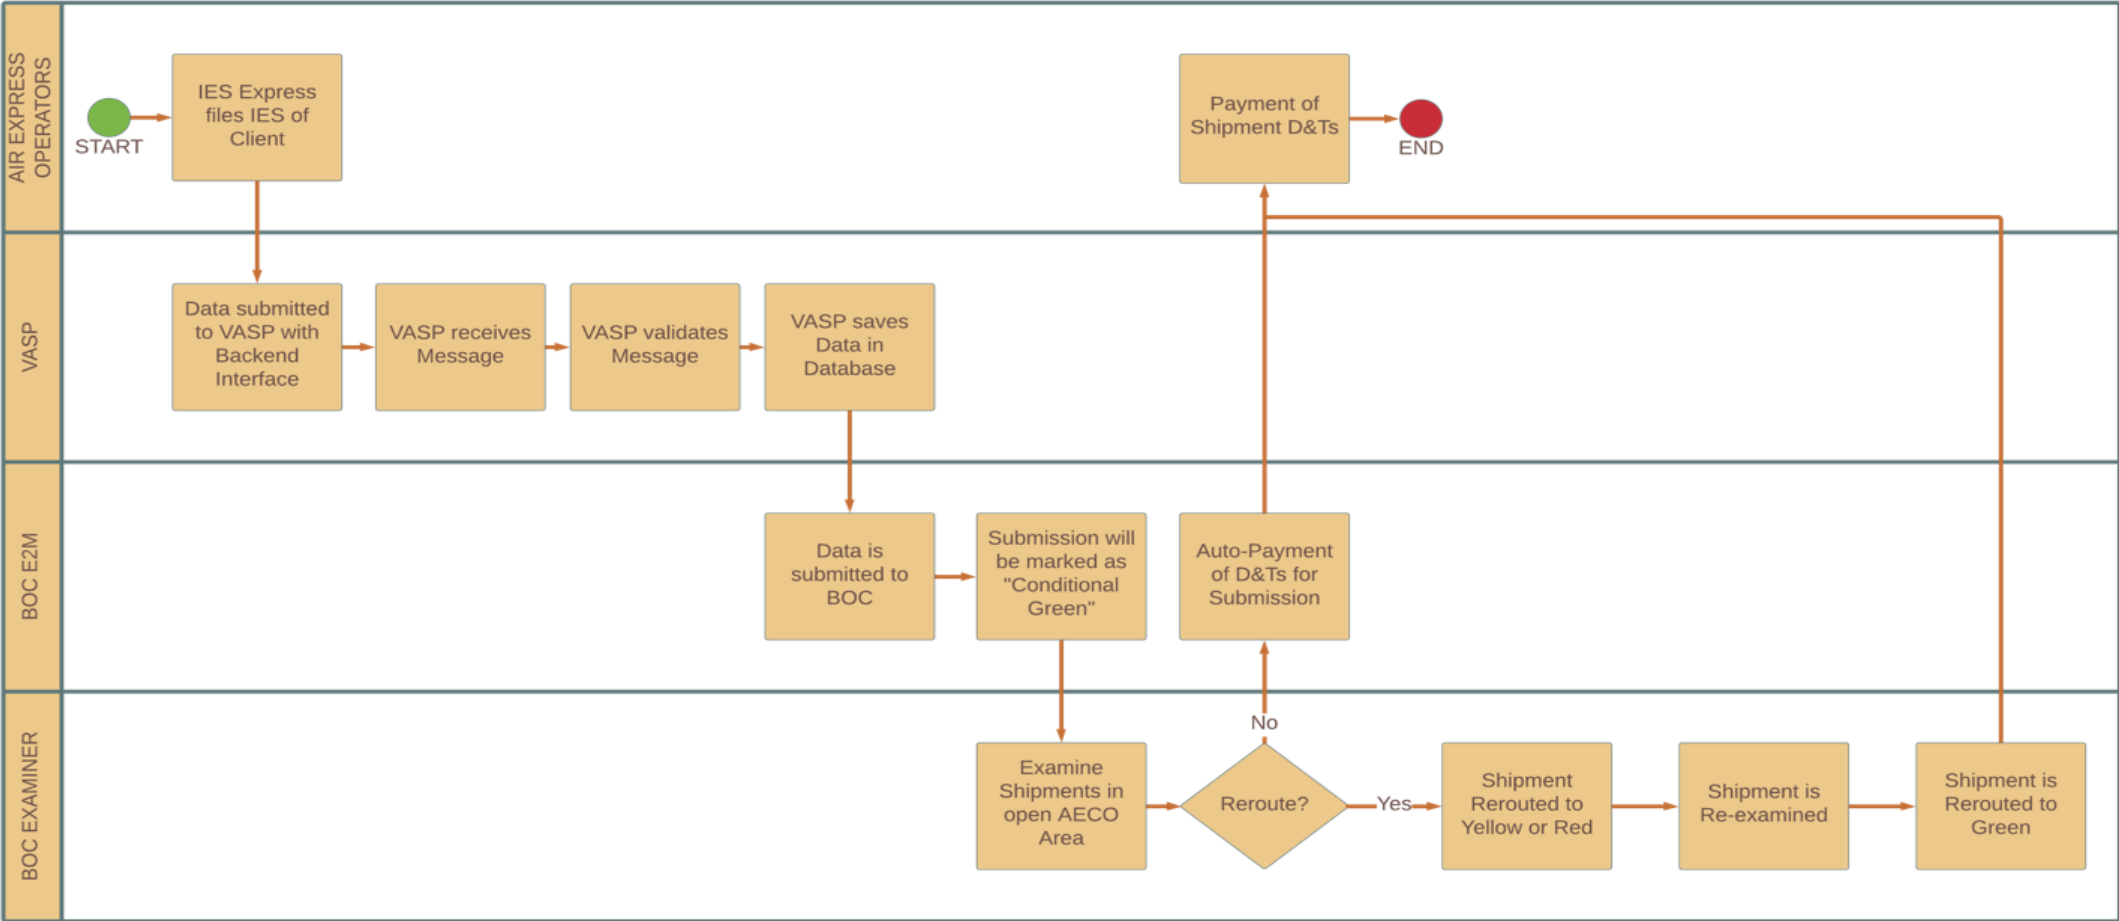 AIR EXPRESS
OPERATORS
START
IES Express
files IES of
Client
Payment of
Shipment D&Ts
END
VASP
Data submitted
to VASP with
Backend
Interface
VASP receives
Message
VASP validates
Message
VASP saves
Data in
Database
BOC E2M
Data is
submitted to
BOC
Submission will
be marked as
"Conditional
Green"
Auto-Payment
of D&Ts for
Submission
BOC EXAMINER
Examine
Shipments in
open AECO
Area
No
Reroute?
Yes
Shipment
Rerouted to
Yellow or Red
Shipment is
Re-examined
Shipment is
Rerouted to
Green